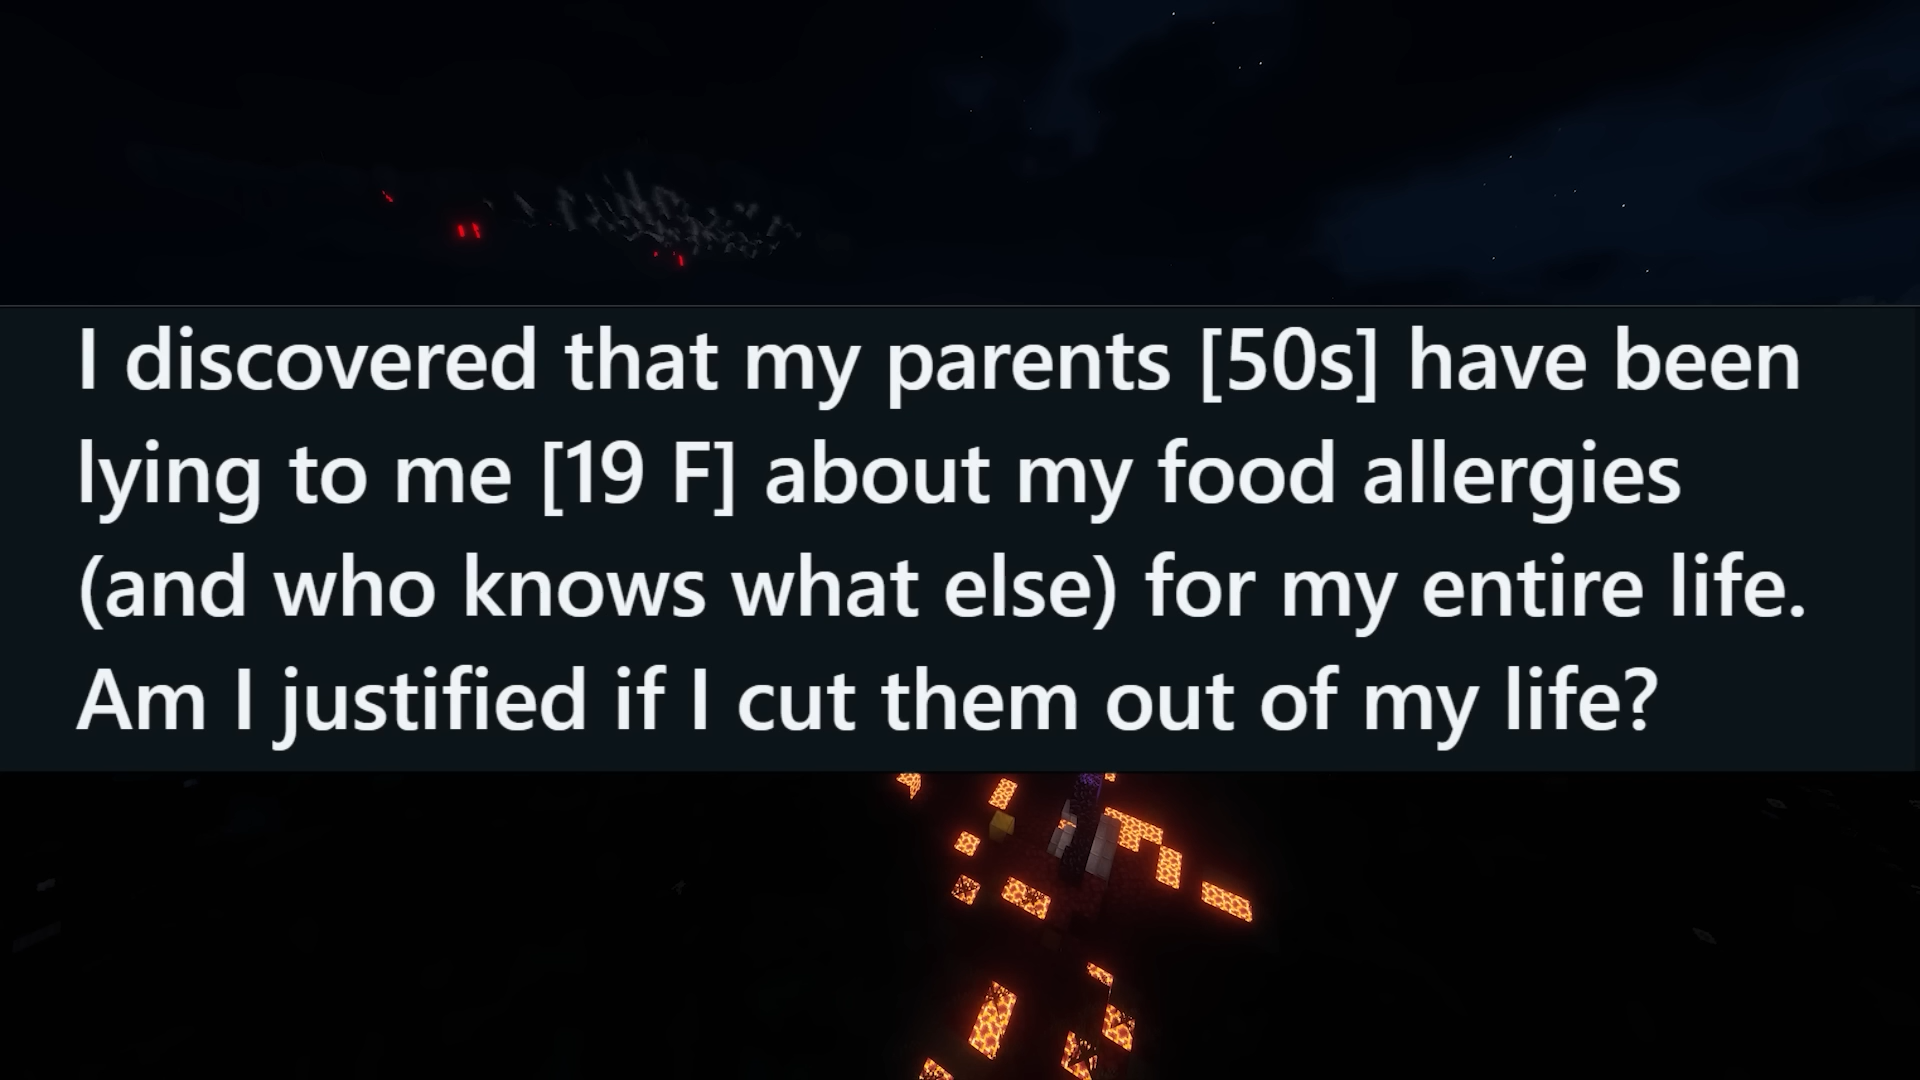 I discovered that my parents [50s] have been
lying to me [19 F] about my food allergies
(and who knows what else) for my entire life.
Am I justified if I cut them out of my life?